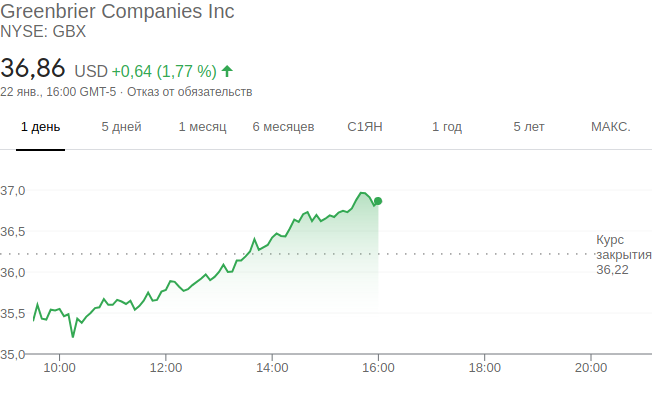 Greenbrier Companies Inc
NYSE: GBX
36,86 USD +0,64 (1,77 %)
22 янв., 16:00 GMT-5 · Отказ от обязательств
1 день 5 дней 1 месяц 6 месяцев С1ЯН 1 год 5 лет МАКС.
37,0
36,5
Курс
закрытия
36,22
36,0
35,5
35,0
10:00 12:00 14:00 16:00 18:00 20:00